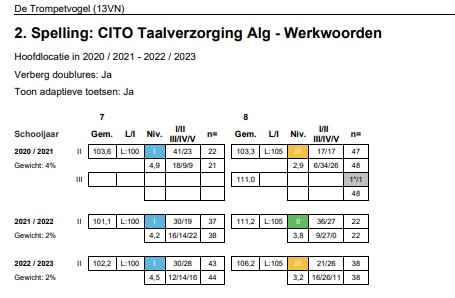 De Trompetvogel (13VN)
2. Spelling: CITO Taalverzorging Alg - Werkwoorden
Hoofdlocatie in 2020 / 2021 - 2022 / 2023
Verberg doublures: Ja
Toon adaptieve toetsen: Ja
7 8
Schooljaar Gem. L/I Niv. I/II III/IV/V n= Gem. L/I Niv. I/II III/IV/V n=
2020 / 2021 II 103,6 L:100 I 41/23 22 103,3 L:105 III 17/17 47
Gewicht: 4% 4,9 18/9/9 21 2,9 6/34/26 48
III 111,0 1*/1
48
2021 / 2022 II 101,1 L:100 I 30/19 37 111,2 L:105 II 36/27 22
Gewicht: 2% 4,2 16/14/22 38 3,8 9/27/0 22
2022 / 2023 II 102,2 L:100 I 30/28 43 106,2 L:105 III 21/26 38
Gewicht: 2% 4,5 12/14/16 44 3,2 16/26/11 38